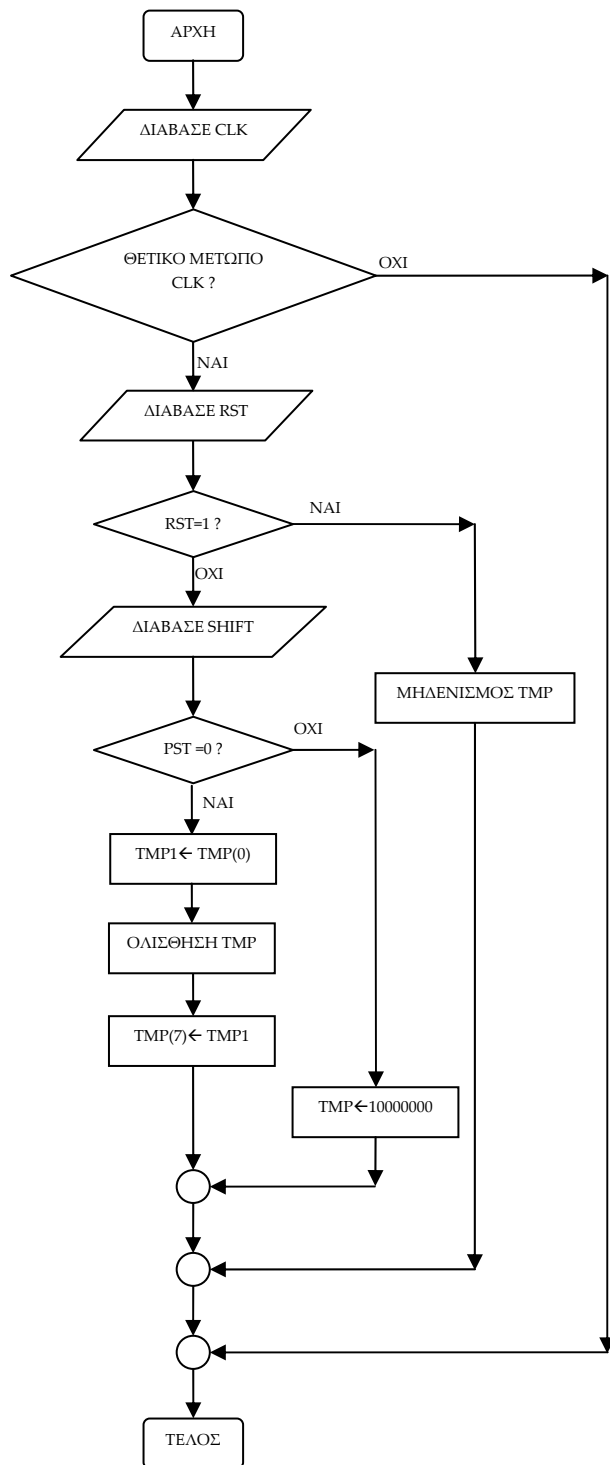 ΑΡΧΗ
ΔΙΑΒΑΣΕ CLK
ΘΕΤΙΚΟ ΜΕΤΩΠΟ
CLK ?
ΟΧΙ
ΝΑΙ
ΔΙΑΒΑΣΕ RST
RST=1 ?
ΝΑΙ
ΟΧΙ
ΔΙΑΒΑΣΕ SHIFT
ΜΗΔΕΝΙΣΜΟΣ TMP
PST =0 ?
ΟΧΙ
ΝΑΙ
TMP1← TMP(0)
ΟΛΙΣΘΗΣΗ TMP
TMP(7)← TMP1
TMP←10000000
ΤΕΛΟΣ